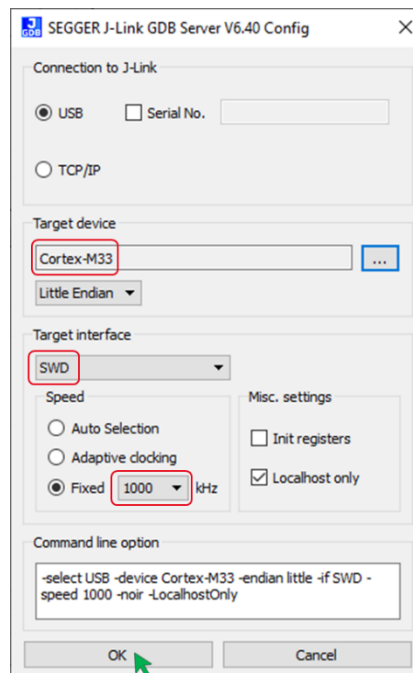 J
GDB
SEGGER J-Link GDB Server V6.40 Config
Connection to J-Link
USB
Serial No.
TCP/IP
Target device
Cortex-M33
...
Little Endian
Target interface
SWD
Speed
Auto Selection
Adaptive clocking
Fixed 1000 kHz
Misc. settings
Init registers
Localhost only
Command line option
-select USB -device Cortex-M33 -endian little -if SWD -
speed 1000 -noir -LocalhostOnly
OK
Cancel